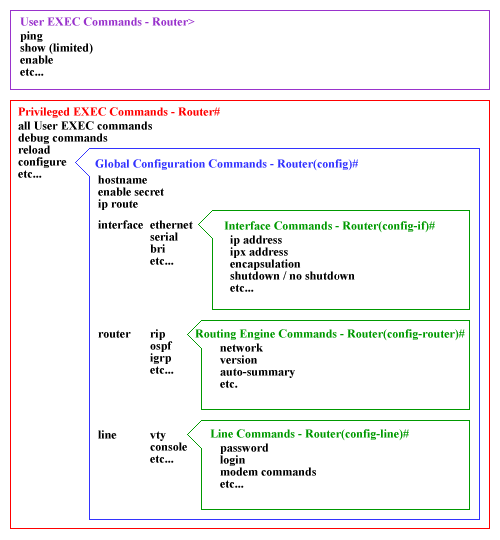 User EXEC Commands - Router>
ping
show (limited)
enable
etc...
Privileged EXEC Commands - Router#
all User EXEC commands
debug commands
reload
configure
etc...
Global Configuration Commands - Router(config)#
hostname
enable secret
ip route
interface ethernet
serial
bri
etc...
Interface Commands - Router(config-if)#
ip address
ipx address
encapsulation
shutdown / no shutdown
etc...
router rip
ospf
igrp
etc...
Routing Engine Commands - Router(config-router)#
network
version
auto-summary
etc.
line vty
console
etc...
Line Commands - Router(config-line)#
password
login
modem commands
etc...